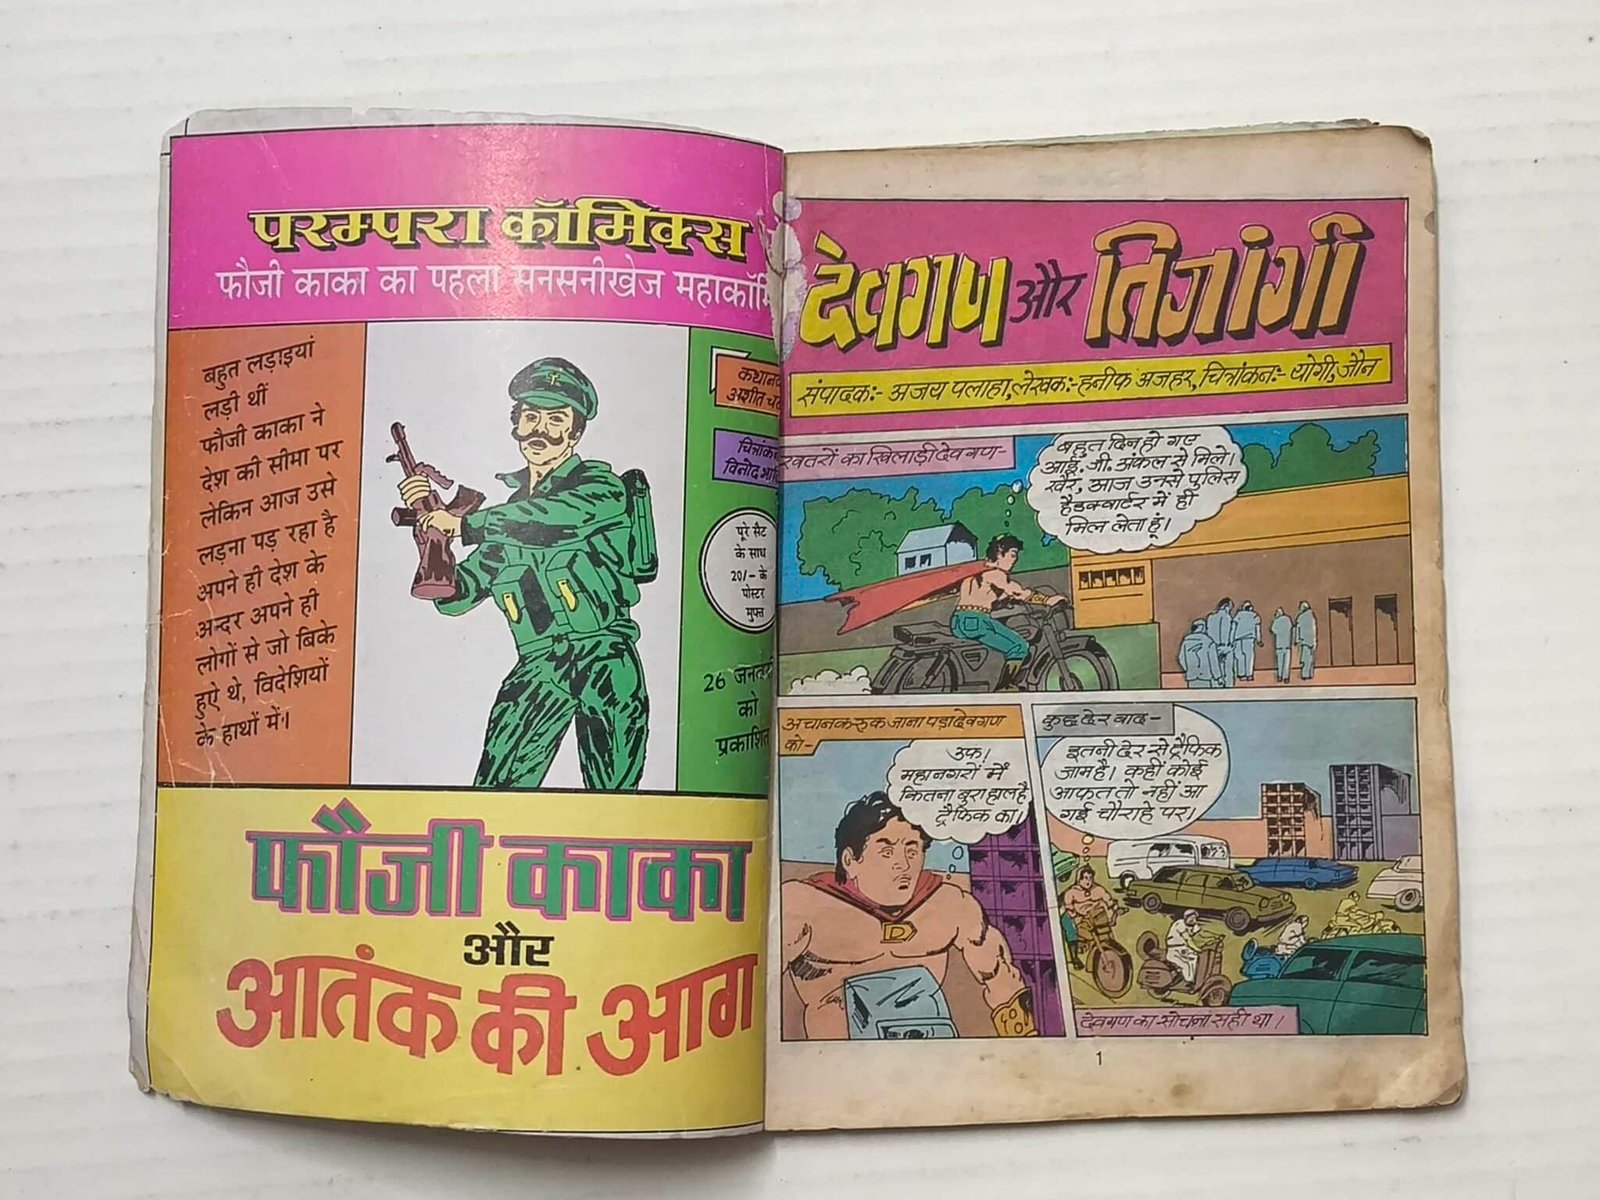 परम्परा कॉमिक्स
फौजी काका का पहला सनसनीखेज
बहुत लड़ाइयां
लड़ी थीं
फौजी काका ने
देश की सीमा पर
लेकिन आज उसे
लड़ना पड़ रहा है
अपने ही देश के
अन्दर अपने ही
लोगों से जो बिके
हुऐ थे, विदेशियों
के हाथों में।
विनोद
पूरे सैट
के साथ
20/- के
पोस्टर
मुफ्त
26
को
फौजी काका
और
आतंक की आग
देवगण और तिजांगी
संपादक:- अजय पलाहा, लेखक:- हनीफ अजहर, चित्रांकन:- योगी, जौन
खतरों का खिलाड़ी देवगण-
बहुत दिन हो गए
आई. जी. अंकल से मिले।
खैर, आज उनसे पुलिस
हैडक्वार्टर में ही
मिल लेता हूं।
अचानक रुक जाना पड़ा देवगण
को-
उफ!
महानगरों में
कितना बुरा हाल है
ट्रैफिक का।
D
कुछ देर बाद-
इतनी देर से ट्रैफिक
जाम है। कहीं कोई
आफत तो नहीं आ
गई चौराहे पर।
देवगण का सोचना सही था।
1